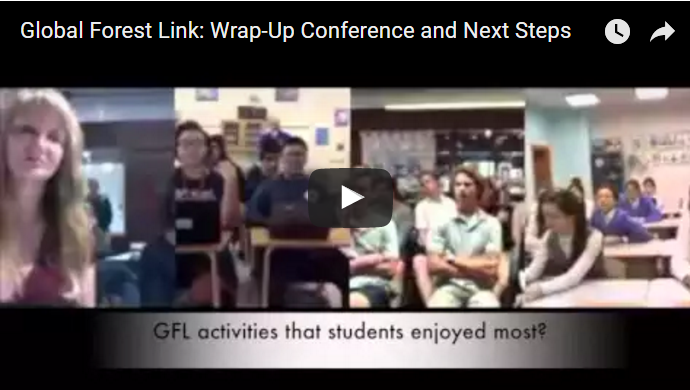 Global Forest Link: Wrap-Up Conference and Next Steps
GFL activities that students enjoyed most?